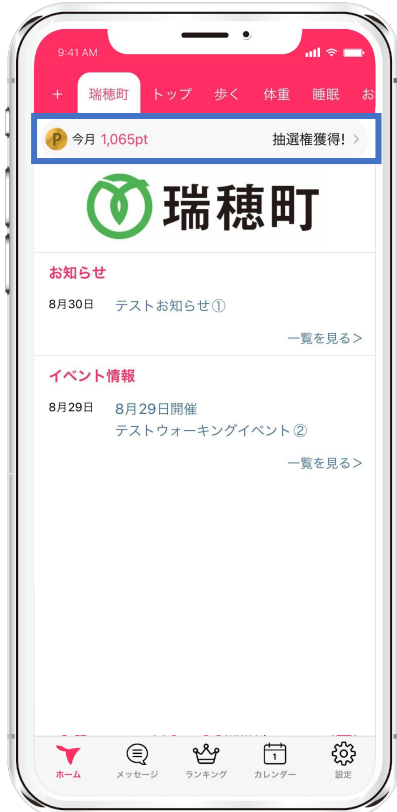 9:41 AM
+ 瑞穂町 トップ 歩く 体重 睡眠 お
P 今月 1,065pt 抽選権獲得! >
瑞穂町
お知らせ
8月30日 テストお知らせ①
一覧を見る>
イベント情報
8月29日 8月29日開催
テストウォーキングイベント②
一覧を見る>
1
ホーム メッセージ ランキング カレンダー 設定